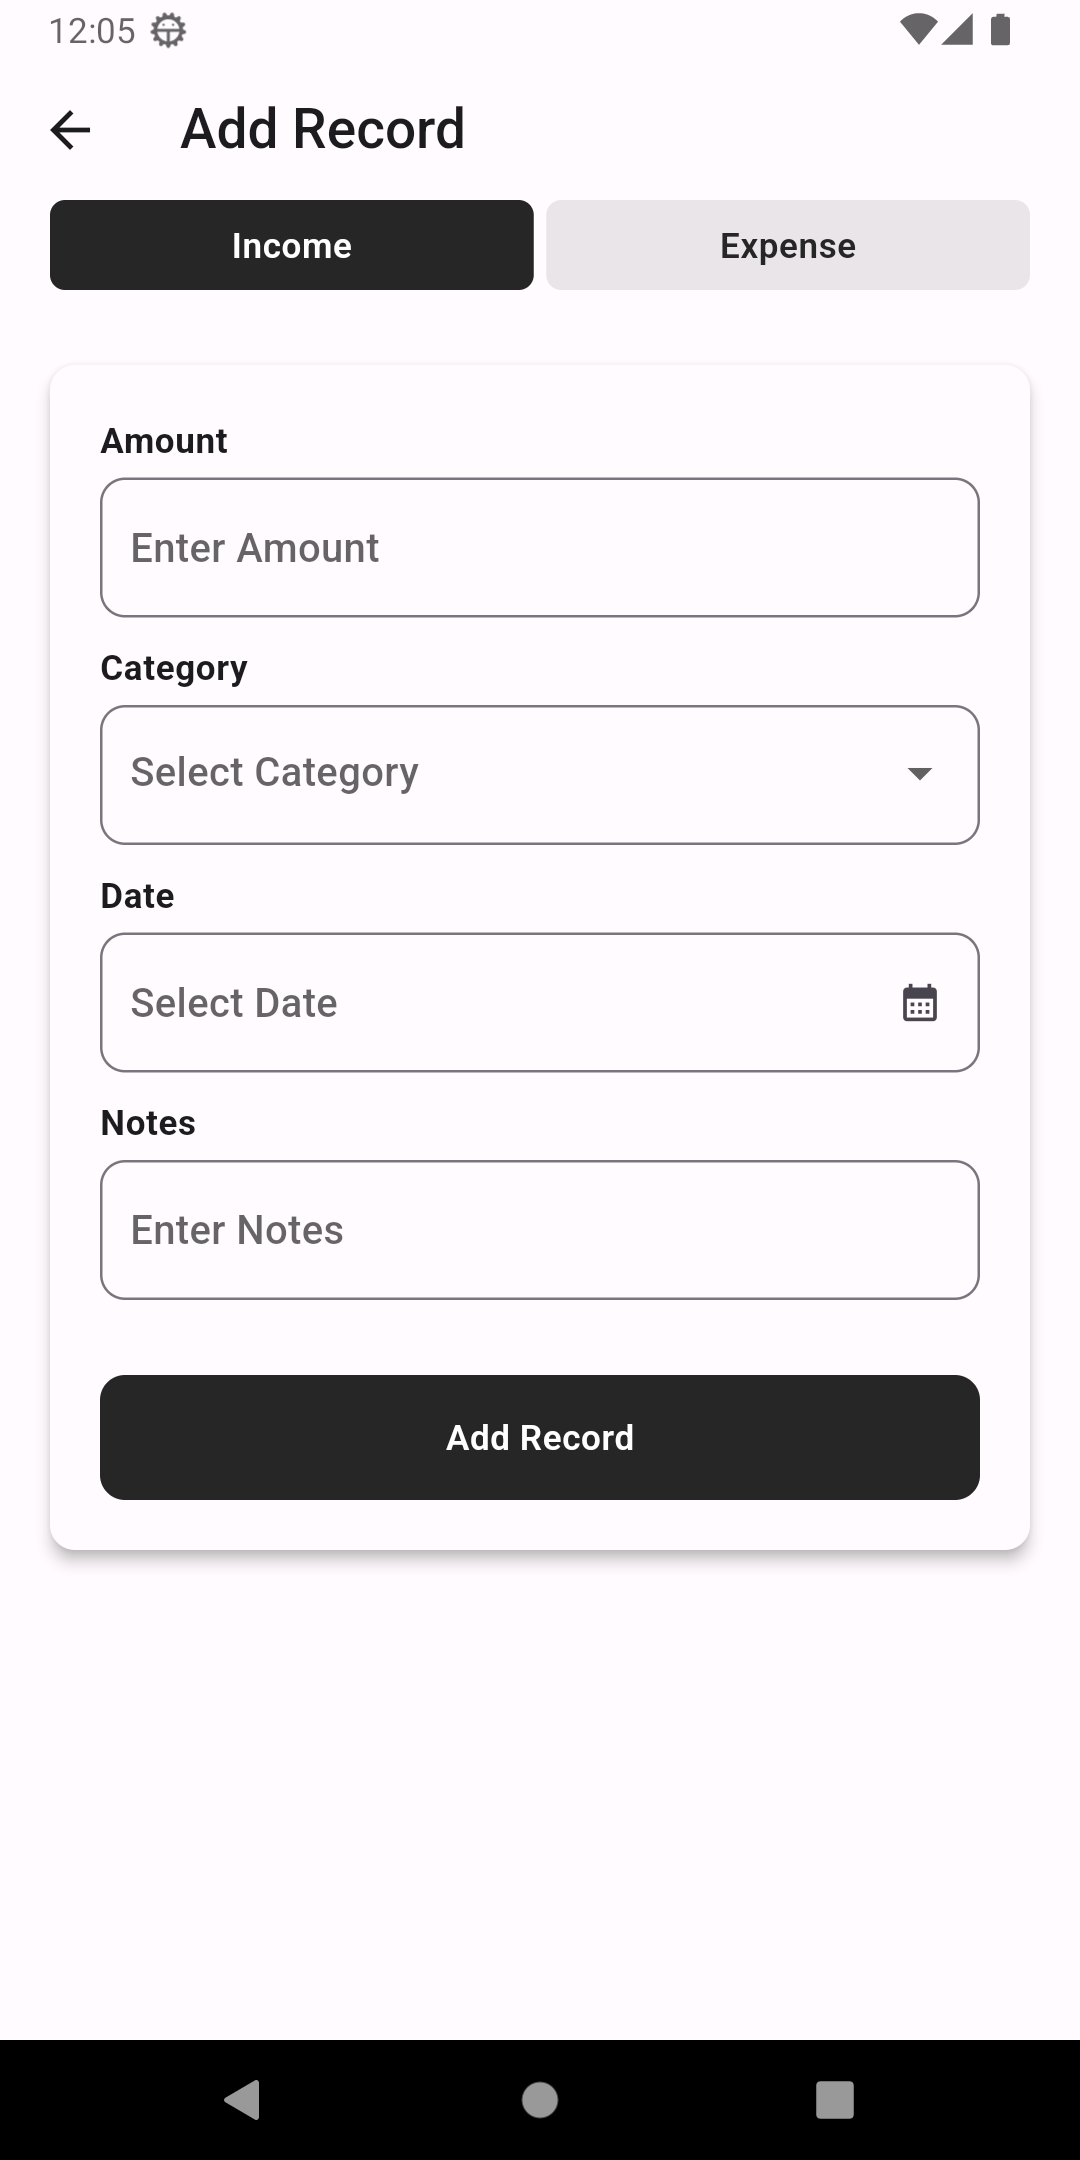 12:05
Add Record
Income Expense
Amount
Enter Amount
Category
Select Category
Date
Select Date
Notes
Enter Notes
Add Record